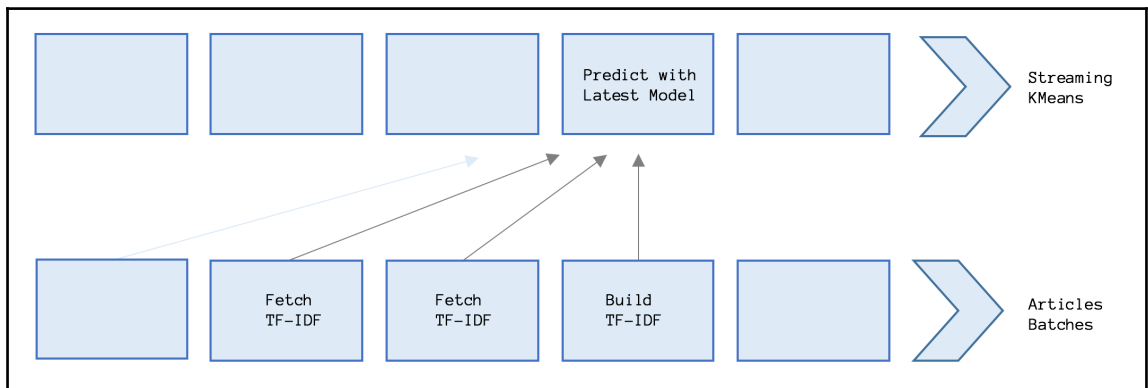 Predict with
Latest Model
Streaming
KMeans
Fetch
TF-IDF
Fetch
TF-IDF
Build
TF-IDF
Articles
Batches